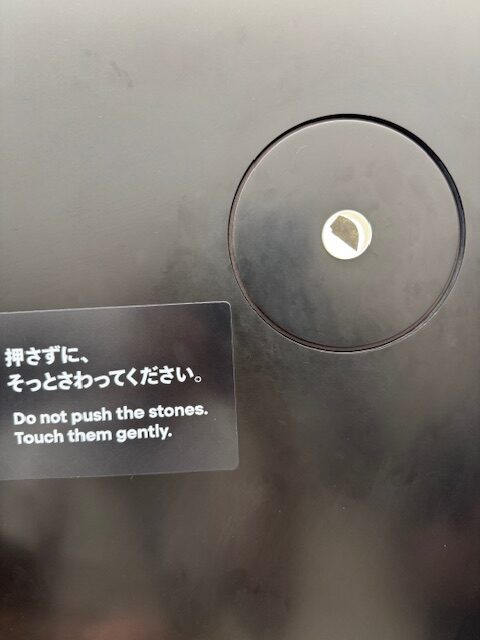 押さずに、
そっとさわってください。
Do not push the stones.
Touch them gently.